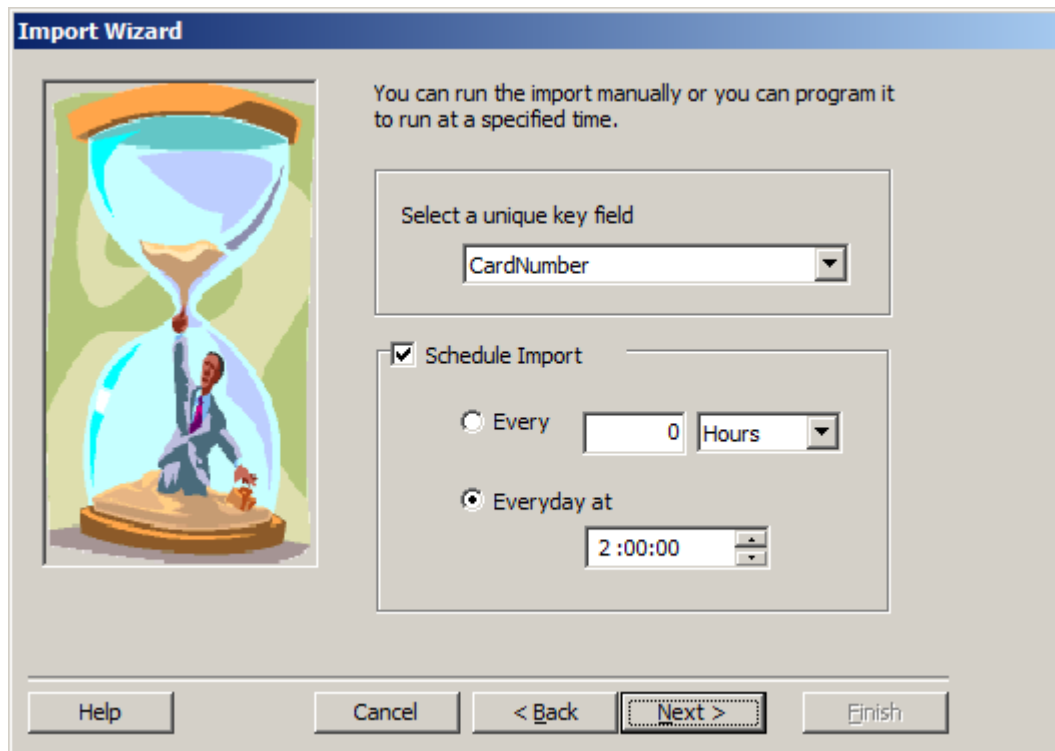 Import Wizard
You can run the import manually or you can program it
to run at a specified time.
Select a unique key field
CardNumber
Schedule Import
Every 0 Hours
Everyday at
2 :00:00
Help Cancel < Back Next > Finish